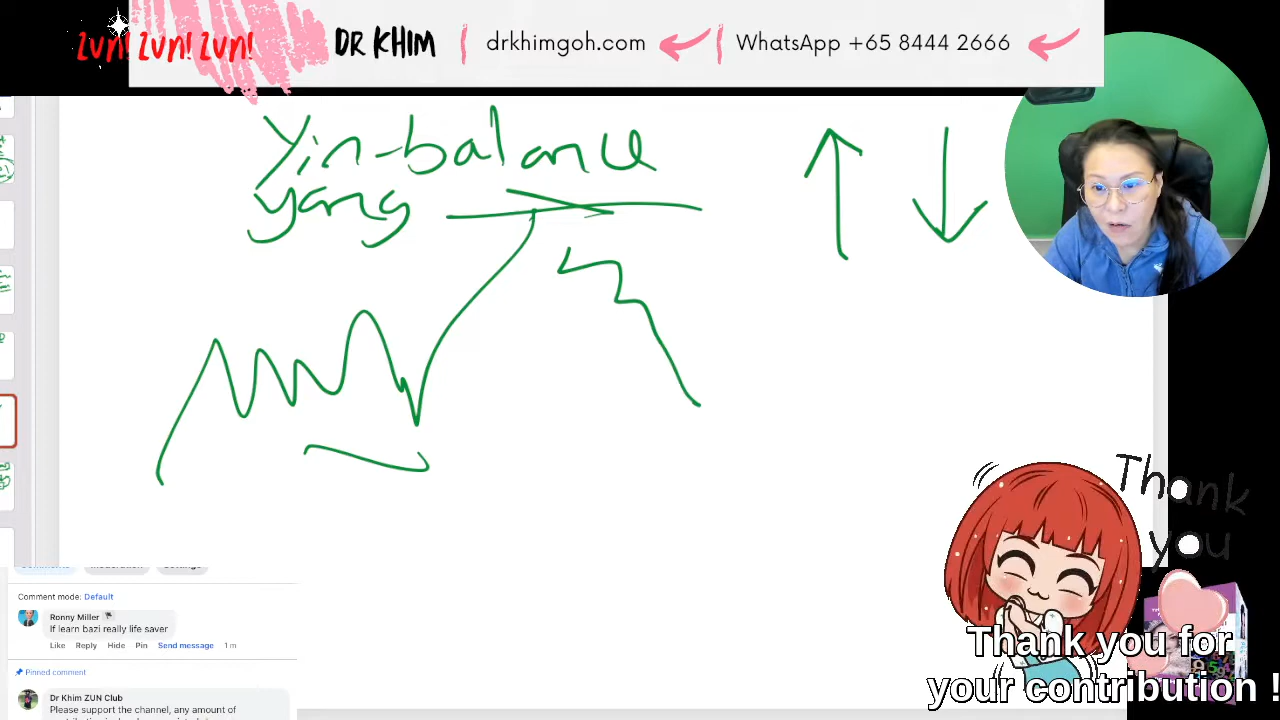 ZUN! ZUN! ZUN!
DR KHIM
drkhimgoh.com
WhatsApp +65 8444 2666
Yin-balance
yang
Thank you
Comment mode: Default
Ronny Miller
If learn bazi really life saver
Like Reply Hide Pin Send message 1 m
Pinned comment
Dr Khim ZUN Club
Please support the channel, any amount of
Thank you for
your contribution !